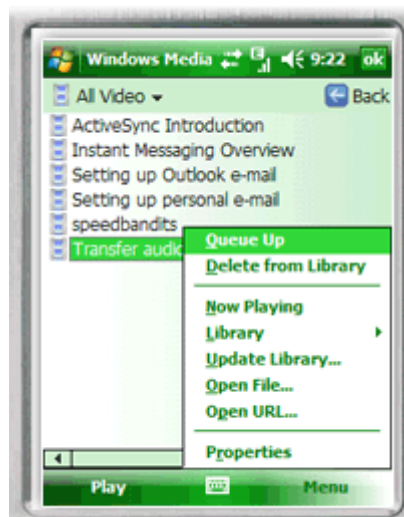 Windows Media 9:22 ok
All Video Back
ActiveSync Introduction
Instant Messaging Overview
Setting up Outlook e-mail
Setting up personal e-mail
speedbandits
Transfer audio
Queue Up
Delete from Library
Now Playing
Library
Update Library...
Open File...
Open URL...
Properties
Play Menu